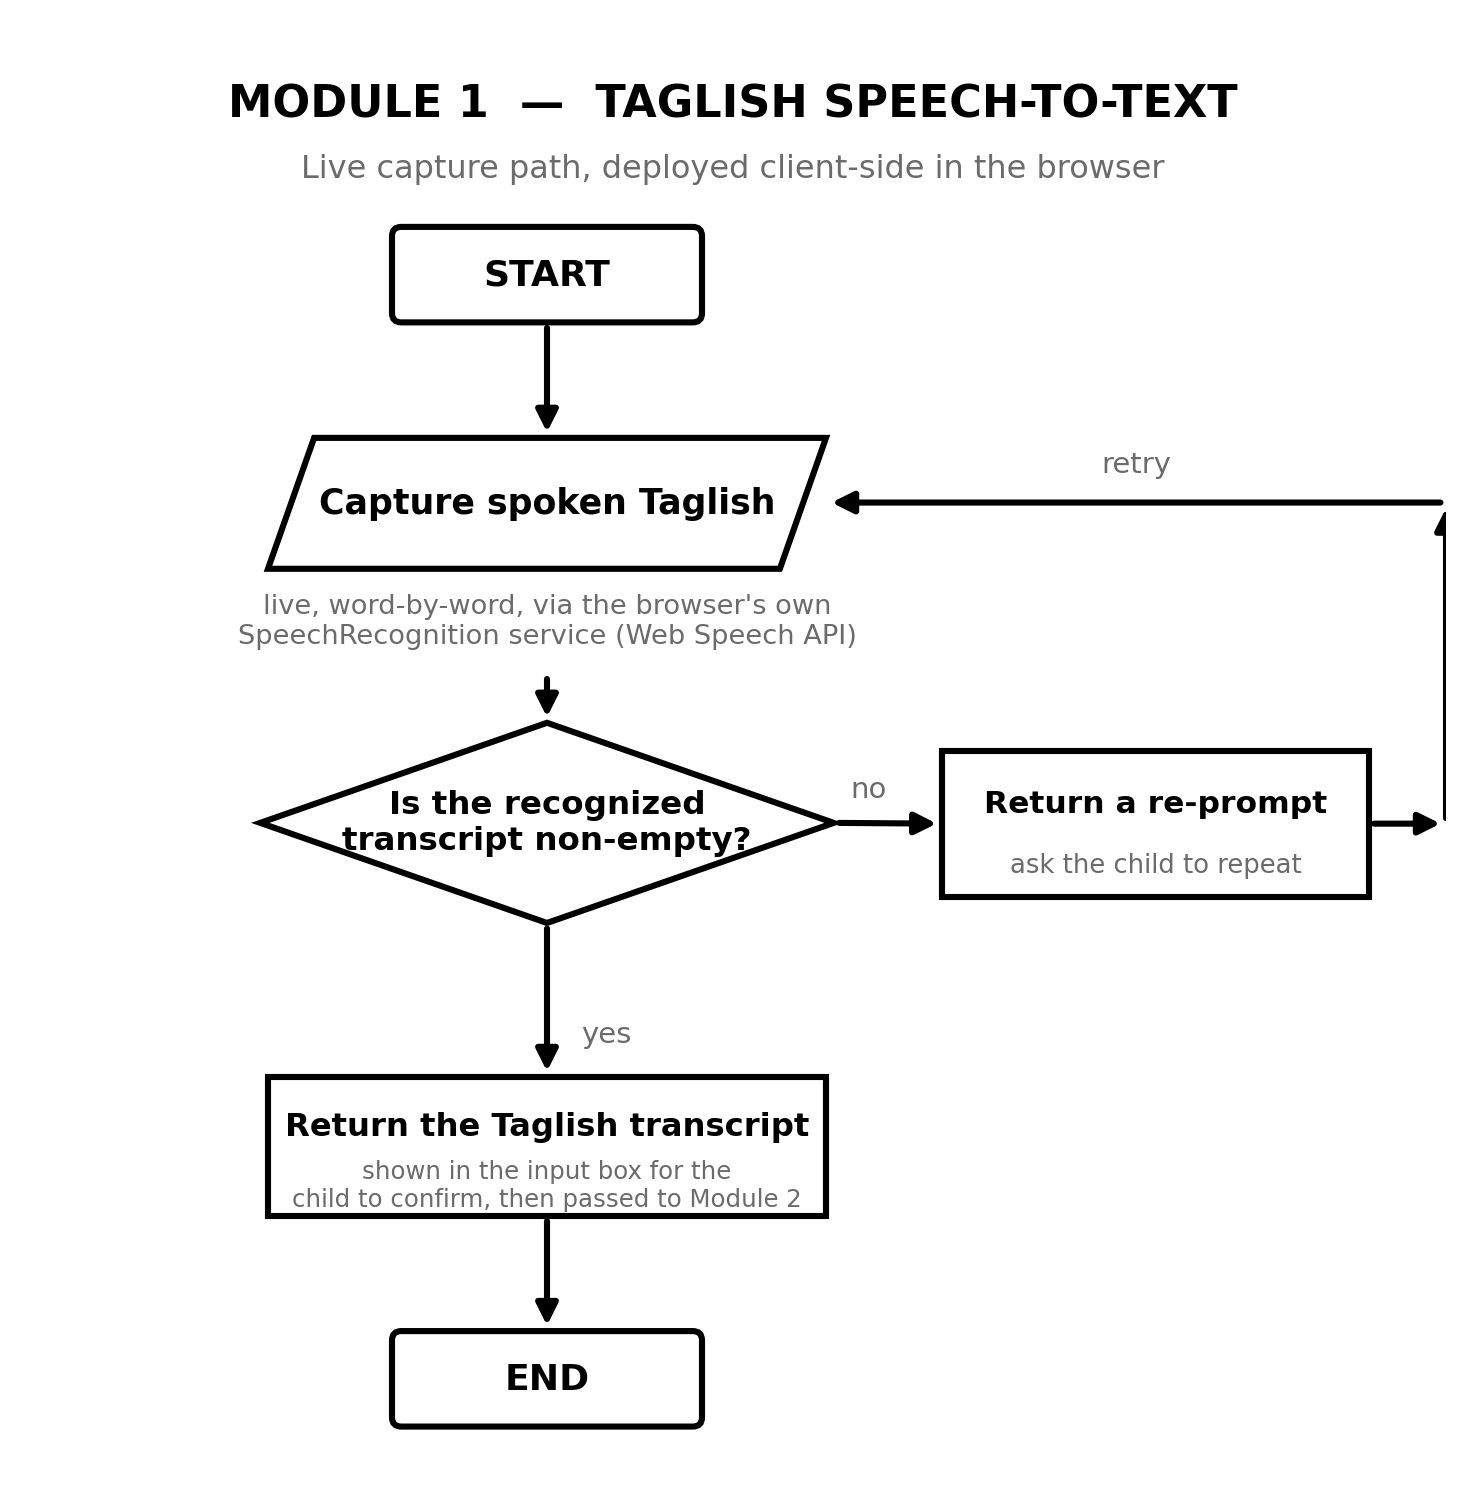 MODULE 1 — TAGLISH SPEECH-TO-TEXT
Live capture path, deployed client-side in the browser
START
Capture spoken Taglish
retry
live, word-by-word, via the browser's own
SpeechRecognition service (Web Speech API)
Is the recognized
transcript non-empty?
no
Return a re-prompt
ask the child to repeat
yes
Return the Taglish transcript
shown in the input box for the
child to confirm, then passed to Module 2
END